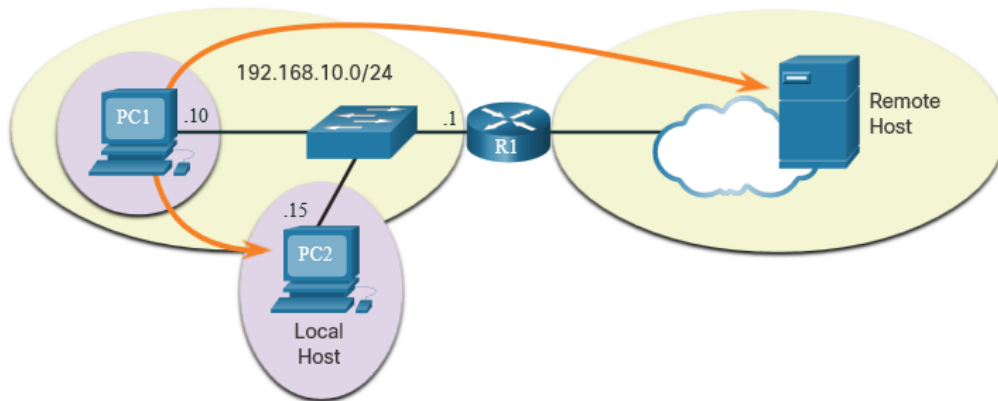 192.168.10.0/24
PC1
.10
.1
R1
Remote
Host
.15
PC2
Local
Host